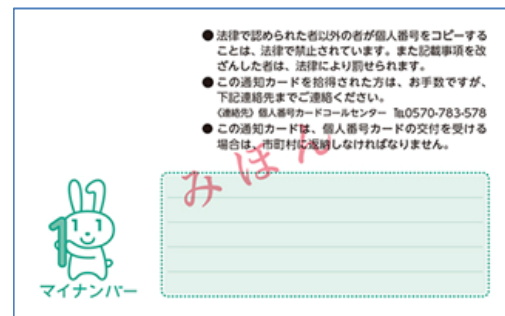 ●法律で認められた者以外の者が個人番号をコピーする
ことは、法律で禁止されています。また記載事項を改
ざんした者は、法律により罰せられます。
●この通知カードを拾得された方は、お手数ですが、
下記連絡先までご連絡ください。
《連絡先》個人番号カードコールセンター ℡0570-783-578
●この通知カードは、個人番号カードの交付を受ける
場合は、市町村に返納しなければなりません。
みほん
1
マイナンバー